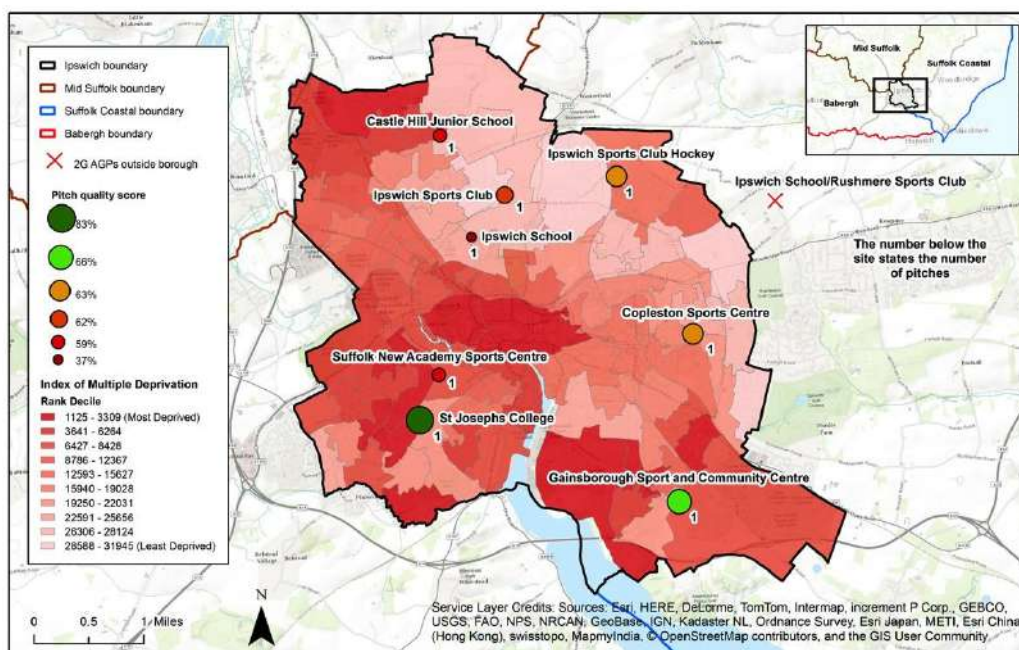 Ipswich boundary
Mid Suffolk boundary
Suffolk Coastal boundary
Babergh boundary
2G AGPs outside borough
Pitch quality score
83%
66%
63%
62%
59%
37%
Index of Multiple Deprivation
Rank Decile
1125 - 3309 (Most Deprived)
3641 - 6264
6427 - 8428
8786 - 12367
12593 - 15627
15940 - 19028
19250 - 22031
22591 - 25656
26306 - 28124
28588 - 31945 (Least Deprived)
Castle Hill Junior School
1
Ipswich Sports Club Hockey
1
Ipswich Sports Club
1
Ipswich School
1
Copleston Sports Centre
1
Suffolk New Academy Sports Centre
1
St Josephs College
1
Gainsborough Sport and Community Centre
1
Mid Suffolk
Suffolk Coastal
Babergh
Ipswich School/Rushmere Sports Club
The number below the
site states the number
of pitches
0 0.5 1 Miles
N
Service Layer Credits: Sources: Esri, HERE, DeLorme, TomTom, Intermap, increment P Corp., GEBCO,
USGS, FAO, NPS, NRCAN, GeoBase, IGN, Kadaster NL, Ordnance Survey, Esri Japan, METI, Esri China
(Hong Kong), swisstopo, MapmyIndia, © OpenStreetMap contributors, and the GIS User Community